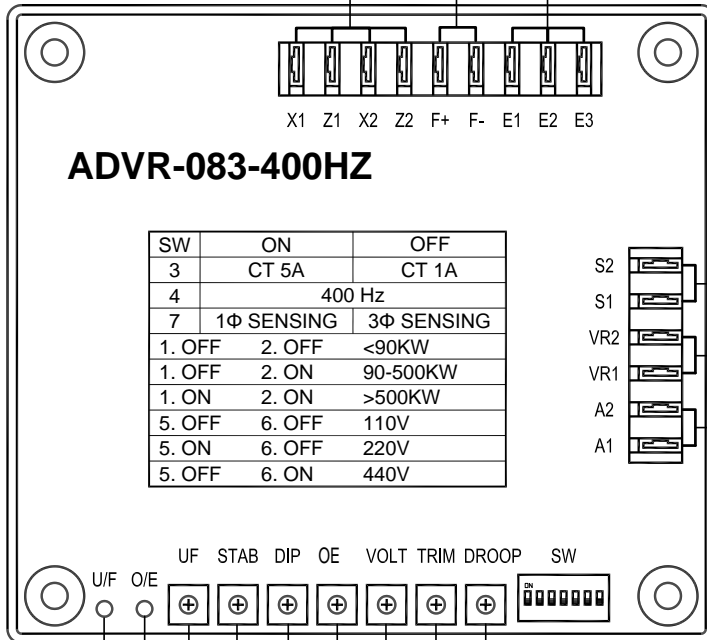 X1 Z1 X2 Z2 F+ F- E1 E2 E3
ADVR-083-400HZ
SW ON OFF
3 CT 5A CT 1A
4 400 Hz
7 1Φ SENSING 3Φ SENSING
1. OFF 2. OFF <90KW
1. OFF 2. ON 90-500KW
1. ON 2. ON >500KW
5. OFF 6. OFF 110V
5. ON 6. OFF 220V
5. OFF 6. ON 440V
S2
S1
VR2
VR1
A2
A1
UF STAB DIP OE VOLT TRIM DROOP SW
U/F O/E
ON